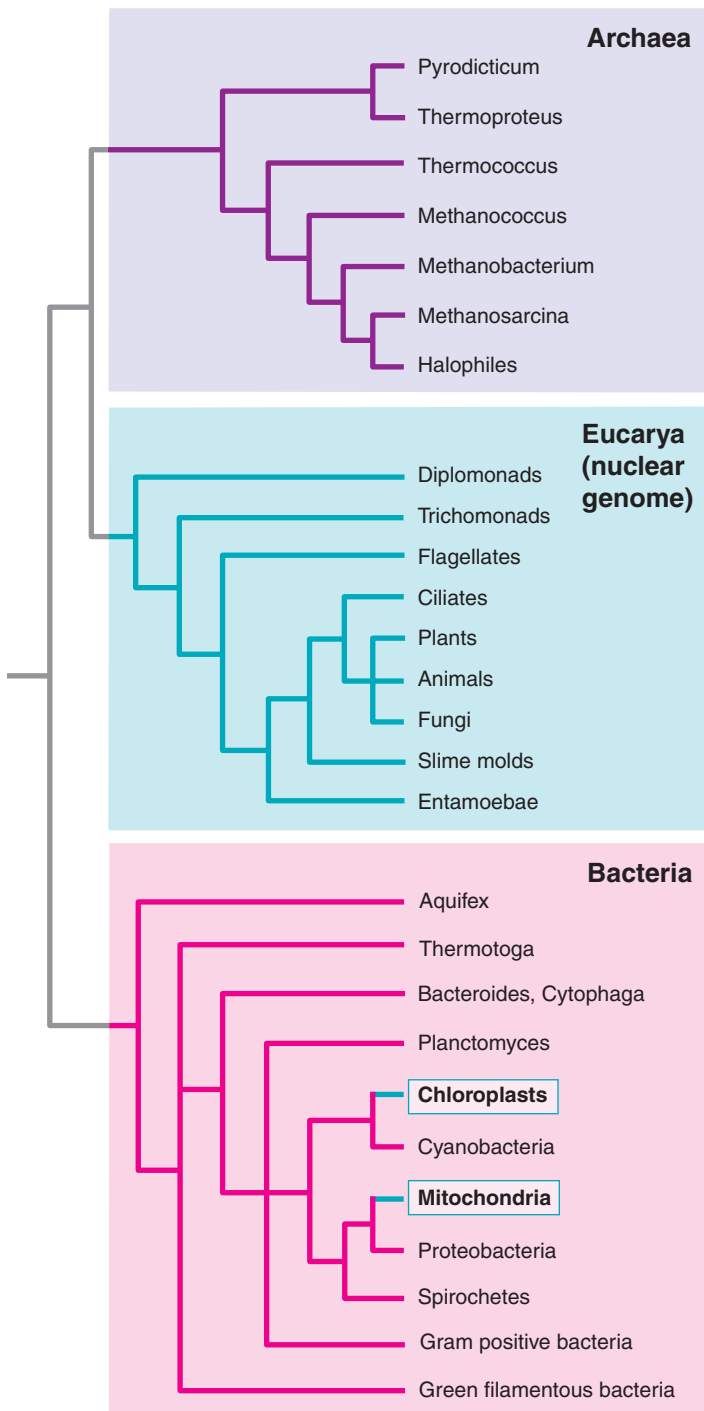 Archaea
Pyrodicticum
Thermoproteus
Thermococcus
Methanococcus
Methanobacterium
Methanosarcina
Halophiles
Eucarya
(nuclear
genome)
Diplomonads
Trichomonads
Flagellates
Ciliates
Plants
Animals
Fungi
Slime molds
Entamoebae
Bacteria
Aquifex
Thermotoga
Bacteroides, Cytophaga
Planctomyces
Chloroplasts
Cyanobacteria
Mitochondria
Proteobacteria
Spirochetes
Gram positive bacteria
Green filamentous bacteria